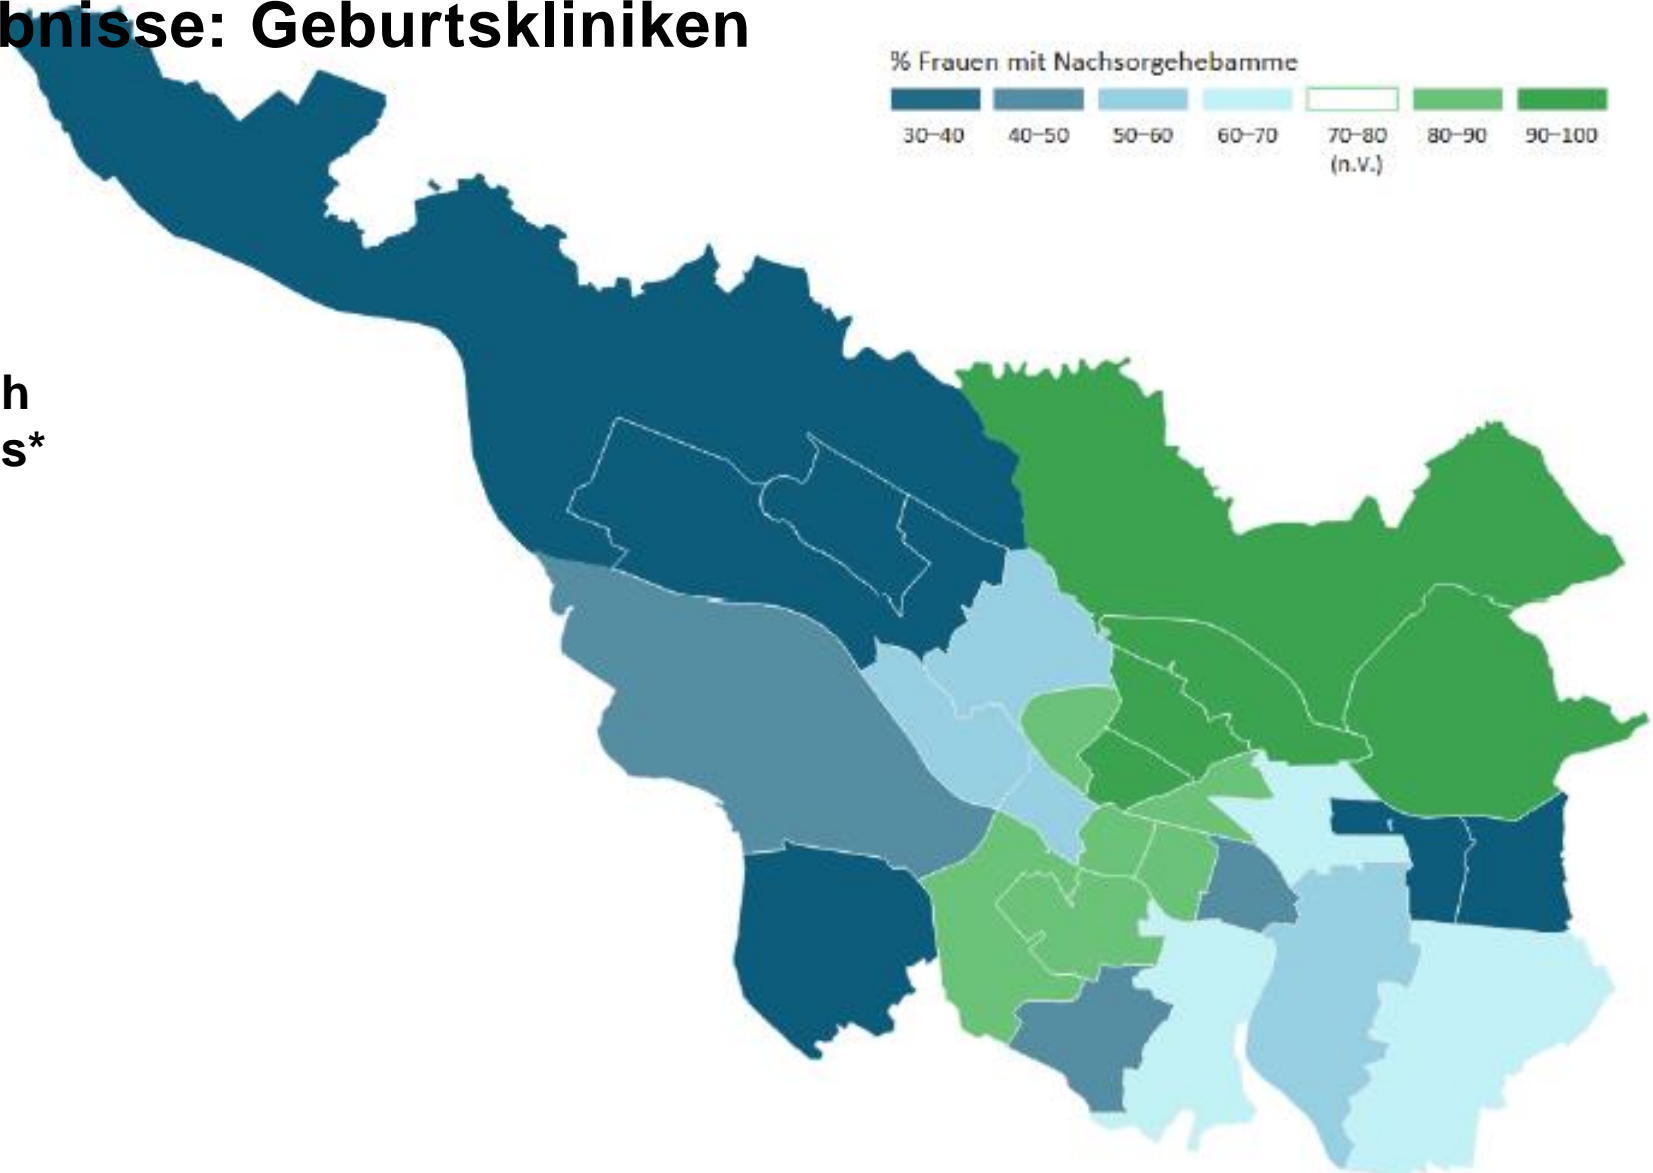 bnisse: Geburtskliniken
% Frauen mit Nachsorgehebamme
30–40 40–50 50–60 60–70 70–80 80–90 90–100
(n.V.)
h
s*